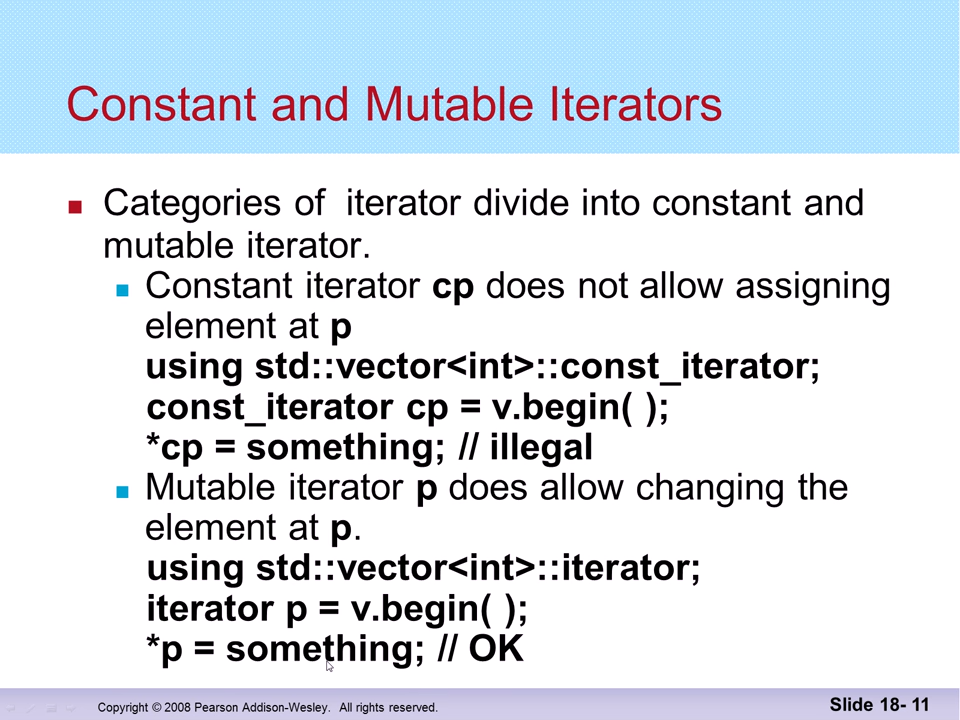 Constant and Mutable Iterators
Categories of  iterator divide into constant and
mutable iterator.
Constant iterator cp does not allow assigning
element at p
using std::vector<int>::const_iterator;
const_iterator cp = v.begin( );
*cp = something; // illegal
Mutable iterator p does allow changing the
element at p.
using std::vector<int>::iterator;
iterator p = v.begin( );
*p = something; // OK
Copyright © 2008 Pearson Addison-Wesley.  All rights reserved.
Slide 18- 11